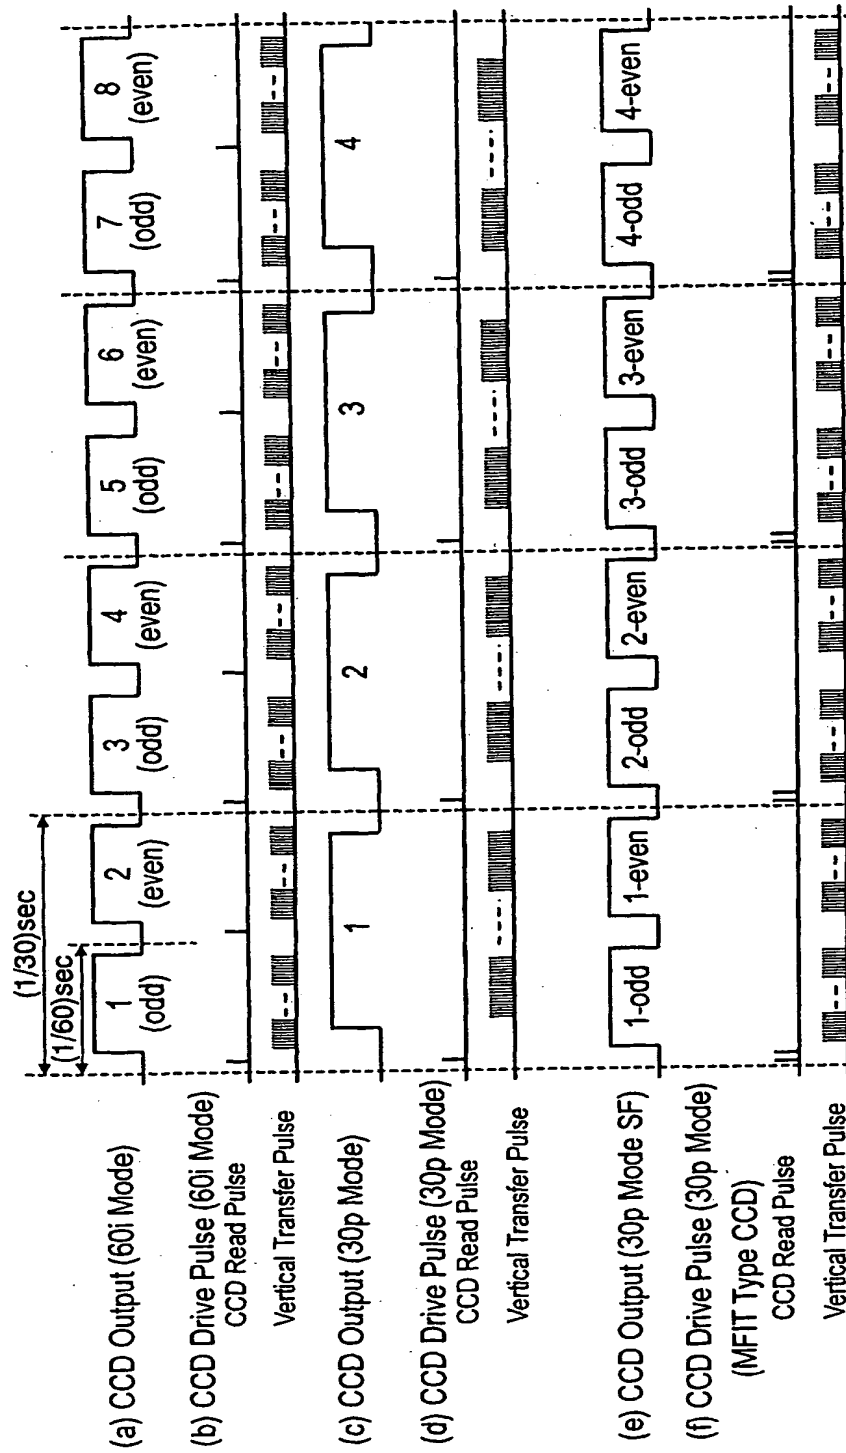 (1/30)sec
(1/60)sec
(a) CCD Output (60i Mode)
1
(odd)
2
(even)
3
(odd)
4
(even)
5
(odd)
6
(even)
7
(odd)
8
(even)
(b) CCD Drive Pulse (60i Mode)
CCD Read Pulse
Vertical Transfer Pulse
(c) CCD Output (30p Mode)
1
2
3
4
(d) CCD Drive Pulse (30p Mode)
CCD Read Pulse
Vertical Transfer Pulse
(e) CCD Output (30p Mode SF)
1-odd
1-even
2-odd
2-even
3-odd
3-even
4-odd
4-even
(f) CCD Drive Pulse (30p Mode)
(MFIT Type CCD)
CCD Read Pulse
Vertical Transfer Pulse